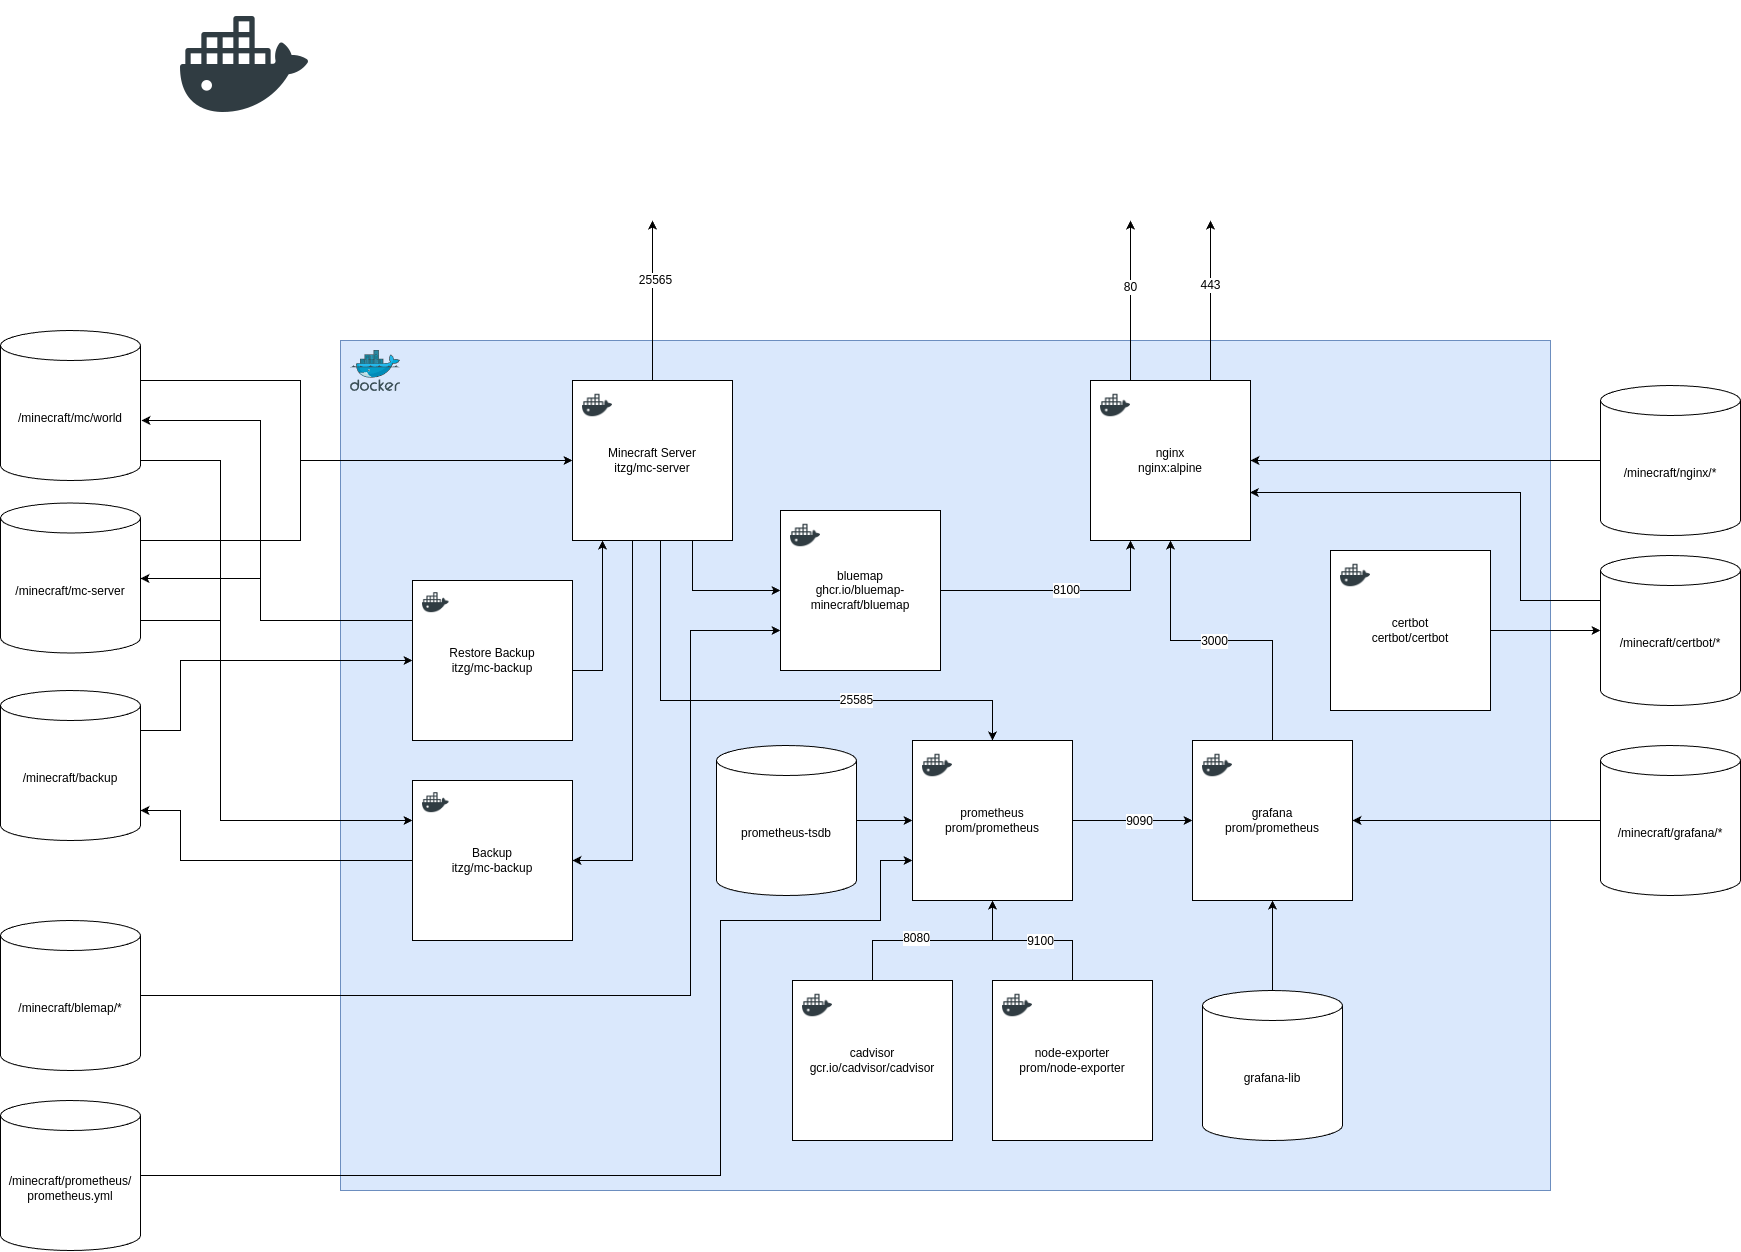 25565
80
443
docker
/minecraft/mc/world
Minecraft Server
itzg/mc-server
nginx
nginx:alpine
/minecraft/nginx/*
/minecraft/mc-server
bluemap
ghcr.io/bluemap-
minecraft/bluemap
8100
certbot
certbot/certbot
/minecraft/certbot/*
3000
Restore Backup
itzg/mc-backup
25585
/minecraft/backup
Backup
itzg/mc-backup
prometheus-tsdb
prometheus
prom/prometheus
9090
grafana
prom/prometheus
/minecraft/grafana/*
8080
9100
/minecraft/blemap/*
cadvisor
gcr.io/cadvisor/cadvisor
node-exporter
prom/node-exporter
grafana-lib
/minecraft/prometheus/
prometheus.yml